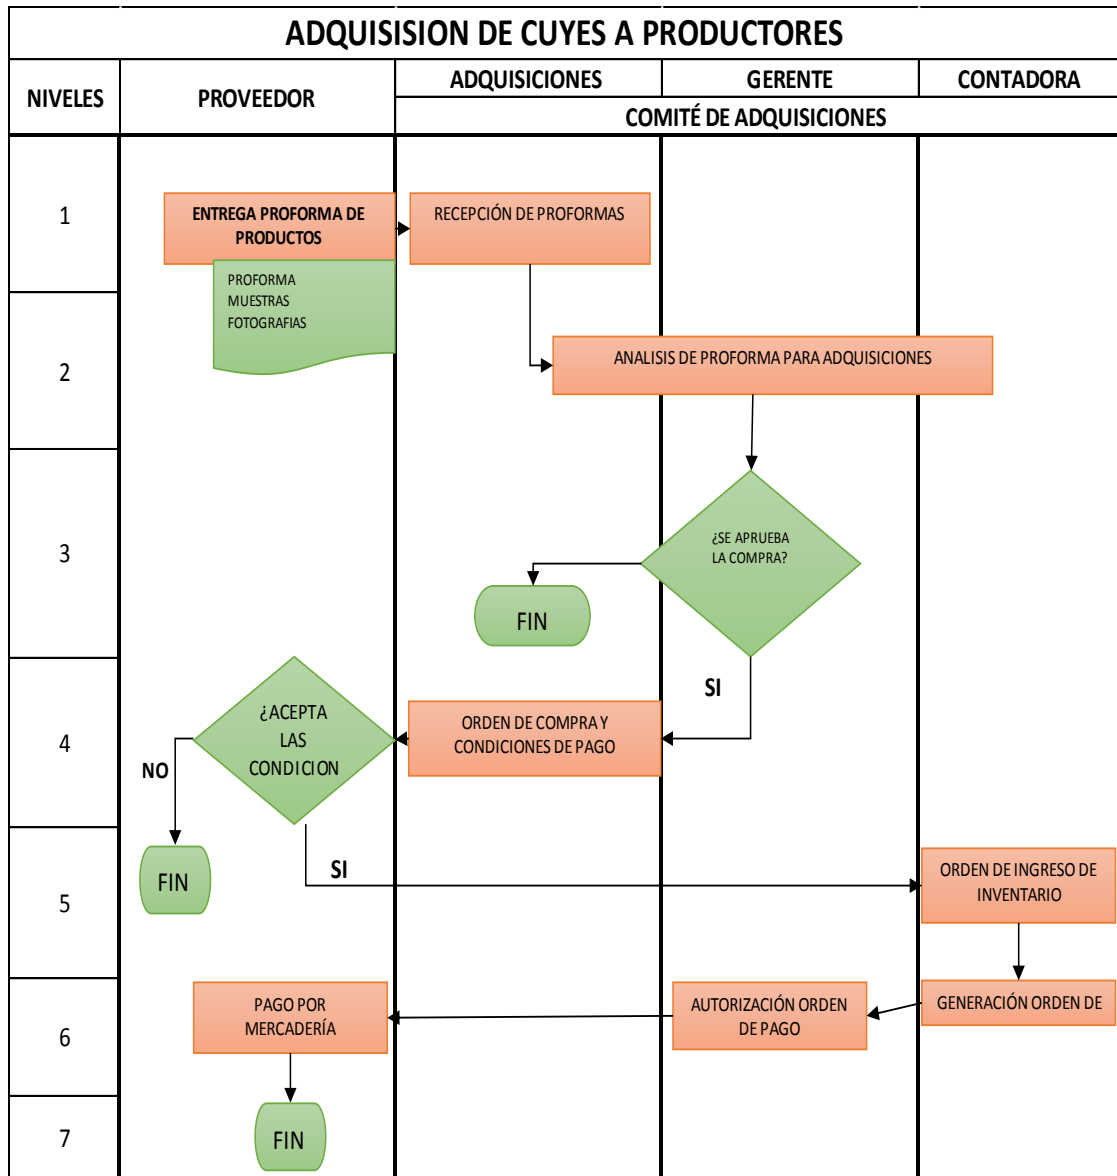 ADQUISISION DE CUYES A PRODUCTORES
NIVELES
PROVEEDOR
ADQUISICIONES
GERENTE
CONTADORA
COMITÉ DE ADQUISICIONES
1
ENTREGA PROFORMA DE
PRODUCTOS
RECEPCIÓN DE PROFORMAS
PROFORMA
MUESTRAS
FOTOGRAFIAS
2
ANALISIS DE PROFORMA PARA ADQUISICIONES
3
¿SE APRUEBA
LA COMPRA?
FIN
SI
4
¿ACEPTA
LAS
CONDICION
ORDEN DE COMPRA Y
CONDICIONES DE PAGO
NO
FIN
SI
5
ORDEN DE INGRESO DE
INVENTARIO
6
PAGO POR
MERCADERÍA
AUTORIZACIÓN ORDEN
DE PAGO
GENERACIÓN ORDEN DE
7
FIN